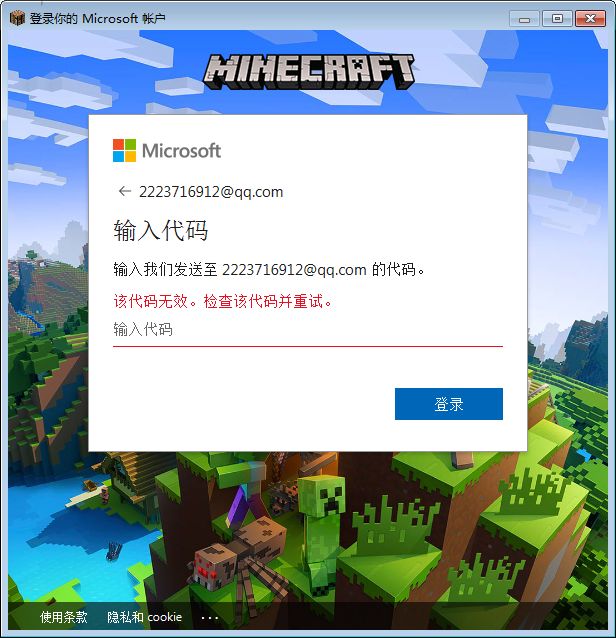 登录你的 Microsoft 帐户
MINECRAFT
Microsoft
← 2223716912@qq.com
输入代码
输入我们发送至 2223716912@qq.com 的代码。
该代码无效。检查该代码并重试。
输入代码
登录
使用条款 隐私和 cookie ...